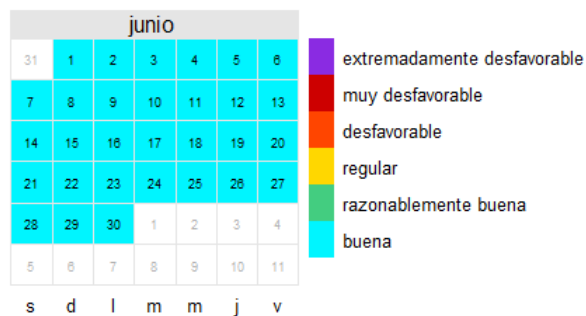 junio
31 1 2 3 4 5 6
7 8 9 10 11 12 13
14 15 16 17 18 19 20
21 22 23 24 25 26 27
28 29 30 1 2 3 4
5 6 7 8 9 10 11
s d l m m j v
extremadamente desfavorable
muy desfavorable
desfavorable
regular
razonablemente buena
buena